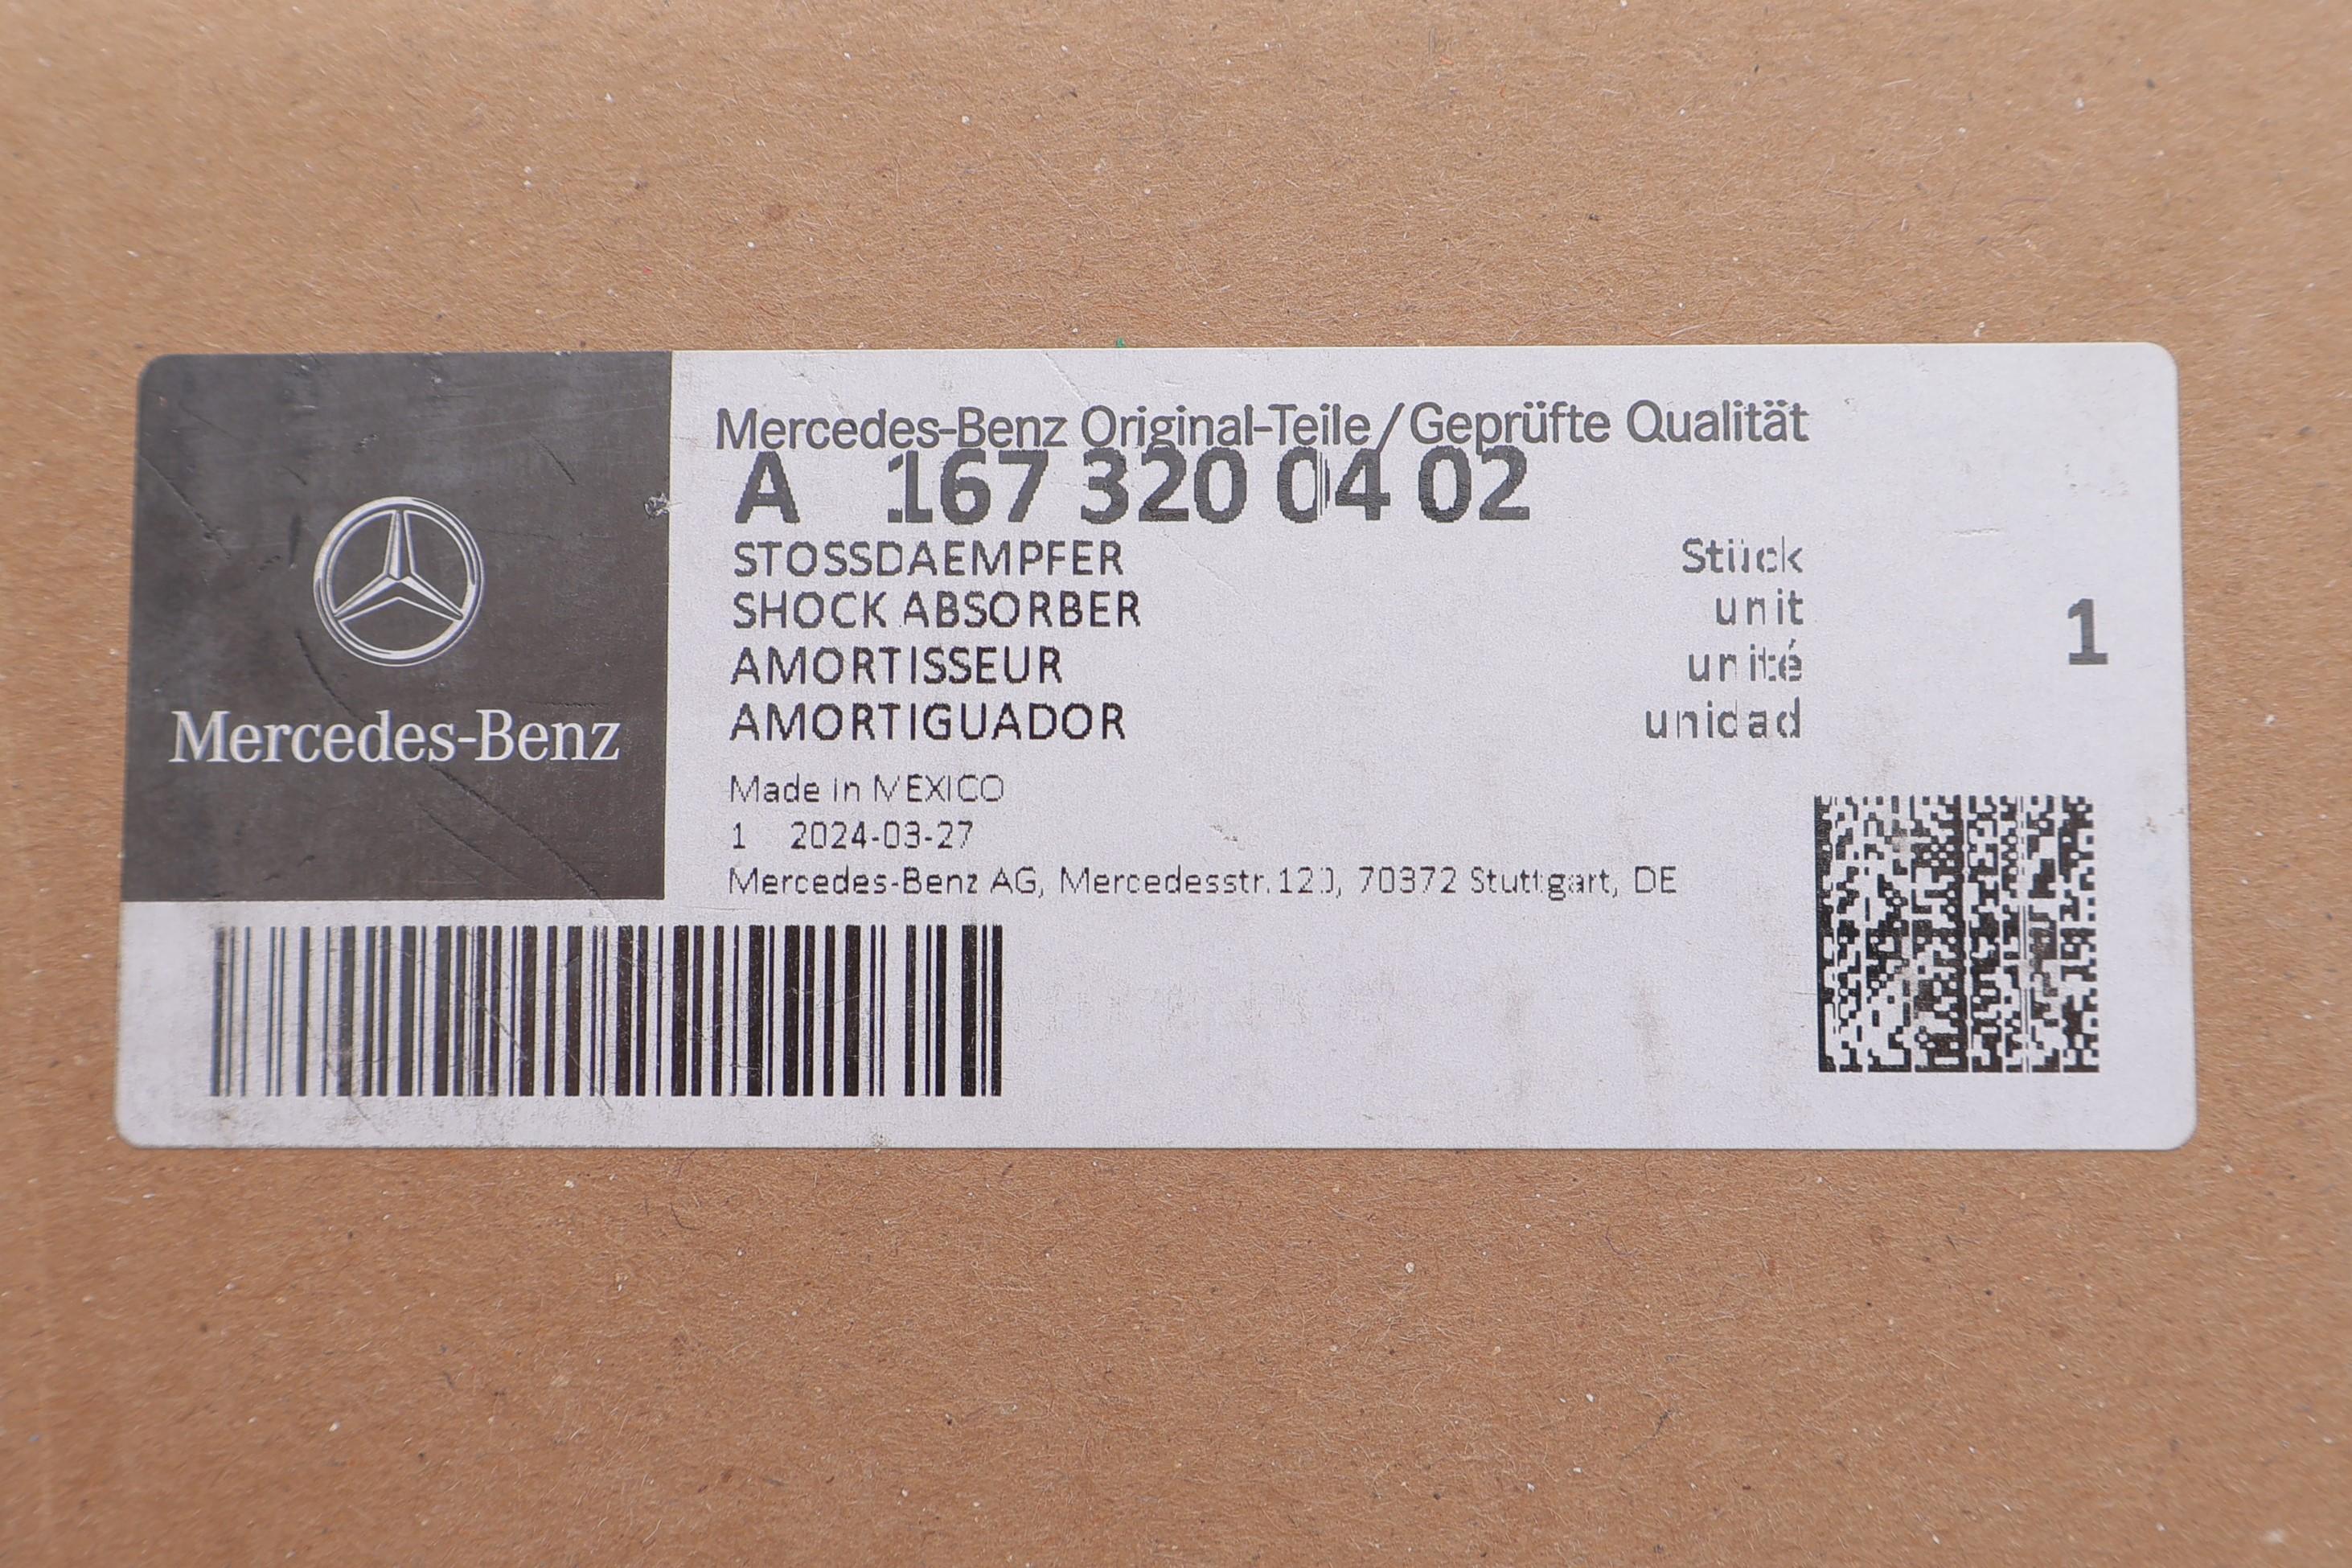 Mercedes-Benz
Mercedes-Benz Original-Teile/Geprüfte Qualität
A 167 320 04 02
STOSSDAEMPFER Stück
SHOCK ABSORBER unit
AMORTISSEUR unité
AMORTIGUADOR unidad
1
Made in MEXICO
1 2024-03-27
Mercedes-Benz AG, Mercedesstr.120, 70372 Stuttgart, DE